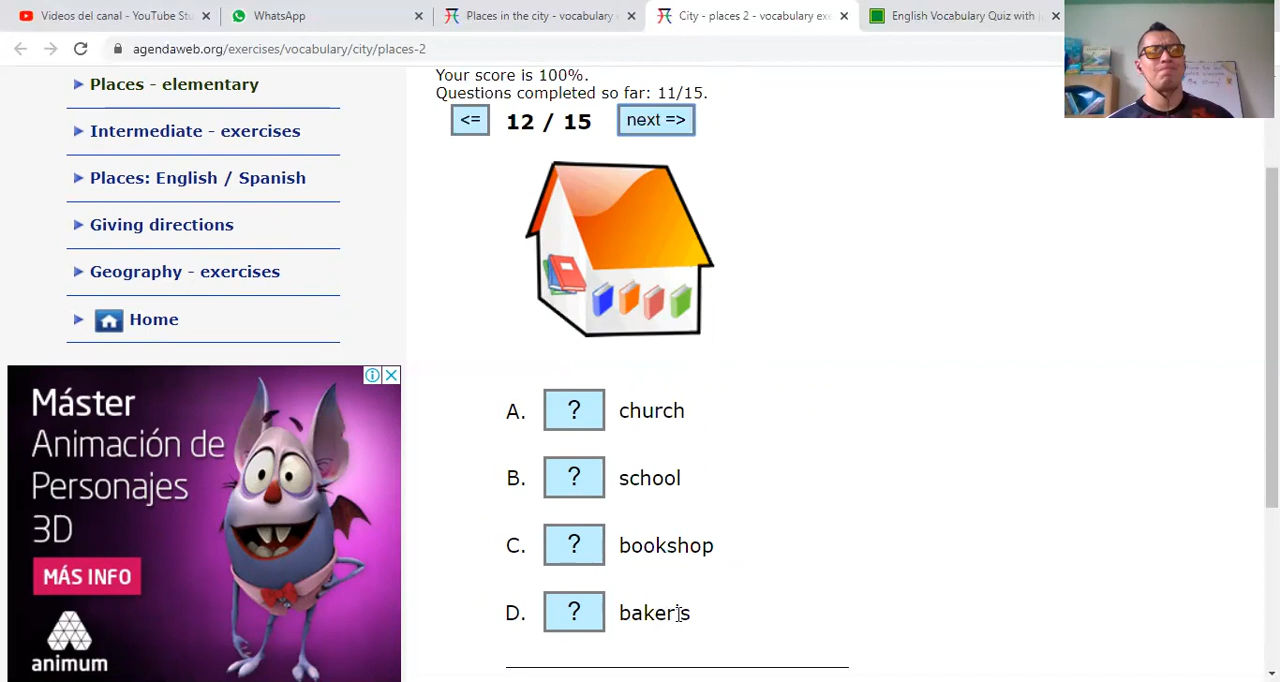 Videos del canal - YouTube Stu
WhatsApp
Places in the city - vocabulary
City - places 2 - vocabulary exe
English Vocabulary Quiz with
agendaweb.org/exercises/vocabulary/city/places-2
Places - elementary
Intermediate - exercises
Places: English / Spanish
Giving directions
Geography - exercises
Home
Your score is 100%.
Questions completed so far: 11/15.
<= 12 / 15 next =>
A. ? church
B. ? school
C. ? bookshop
D. ? baker's
Máster
Animación de
Personajes
3D
MÁS INFO
animum